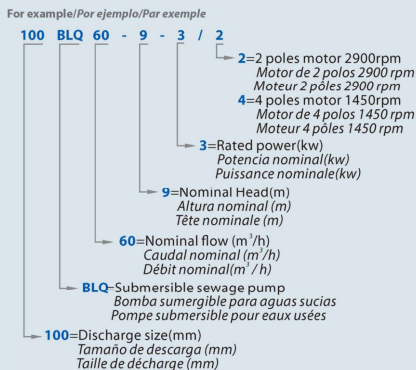 For example/Por ejemplo/Par exemple
100 BLQ 60 - 9 - 3 / 2
2=2 poles motor 2900rpm
Motor de 2 polos 2900 rpm
Moteur 2 pôles 2900 rpm
4=4 poles motor 1450rpm
Motor de 4 polos 1450 rpm
Moteur 4 pôles 1450 rpm
3=Rated power(kw)
Potencia nominal(kw)
Puissance nominale(kw)
9=Nominal Head(m)
Altura nominal (m)
Tête nominale (m)
60=Nominal flow (m³/h)
Caudal nominal (m³/h)
Débit nominal(m³ / h)
BLQ=Submersible sewage pump
Bomba sumergible para aguas sucias
Pompe submersible pour eaux usées
100=Discharge size(mm)
Tamaño de descarga (mm)
Taille de décharge (mm)